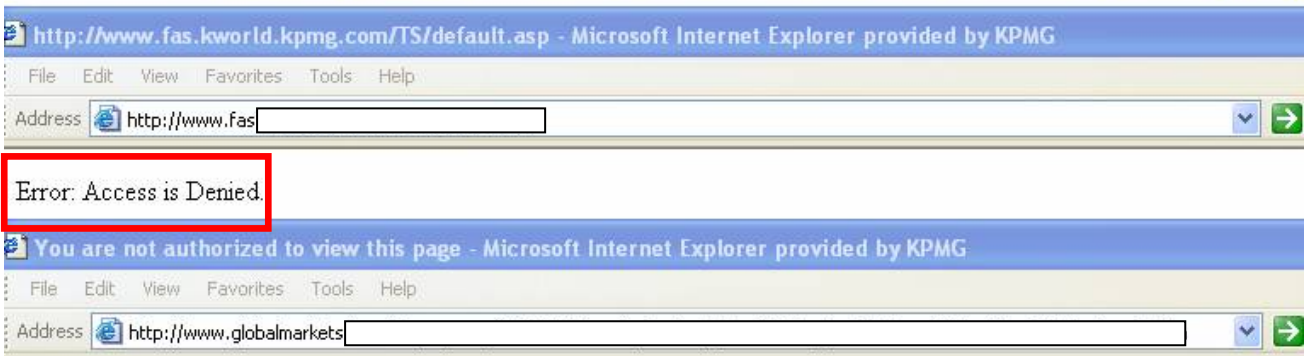 http://www.fas.kworld.kpmg.com/TS/default.asp - Microsoft Internet Explorer provided by KPMG
File Edit View Favorites Tools Help
Address http://www.fas
Error: Access is Denied.
You are not authorized to view this page - Microsoft Internet Explorer provided by KPMG
File Edit View Favorites Tools Help
Address http://www.globalmarkets